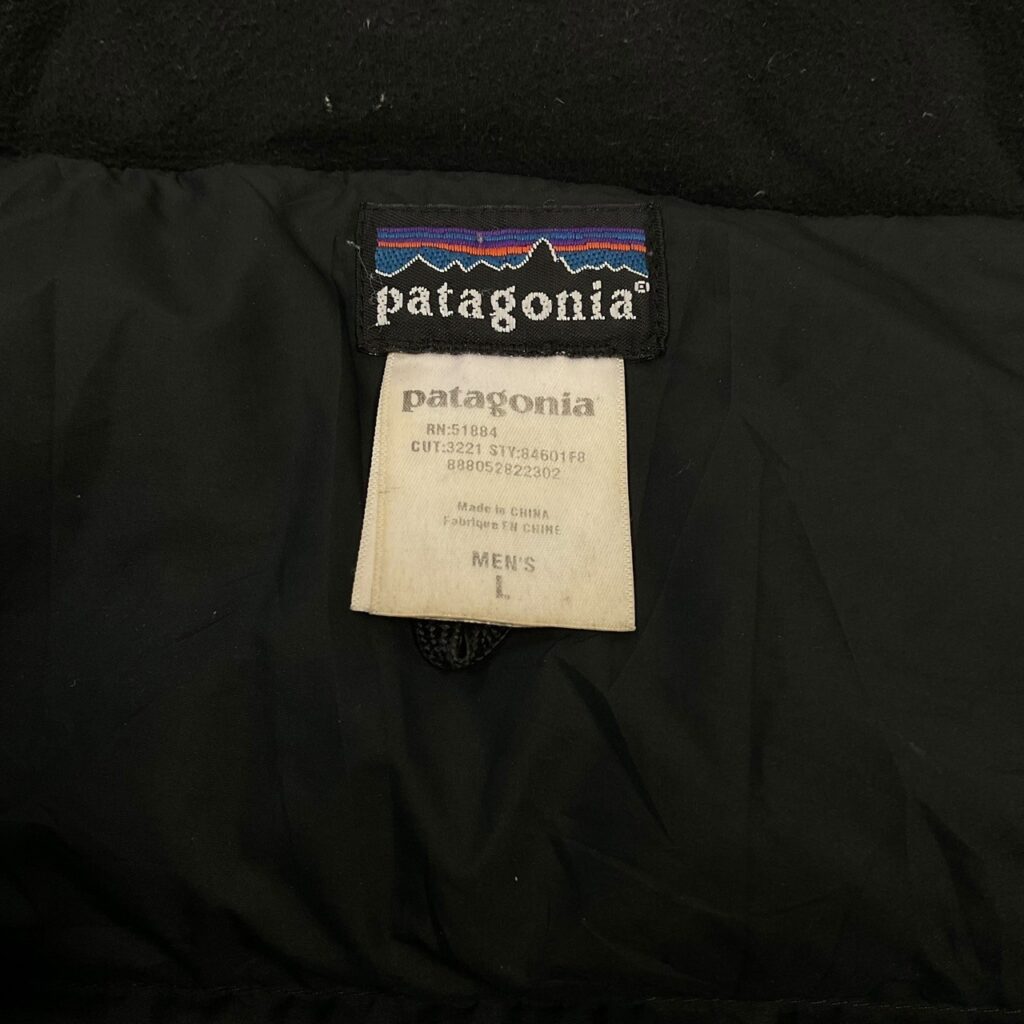 patagonia®
patagonia
RN:51884
CUT:3221 STY:84601F8
888052822302
Made in CHINA
Fabrique EN CHINE
MEN'S
L